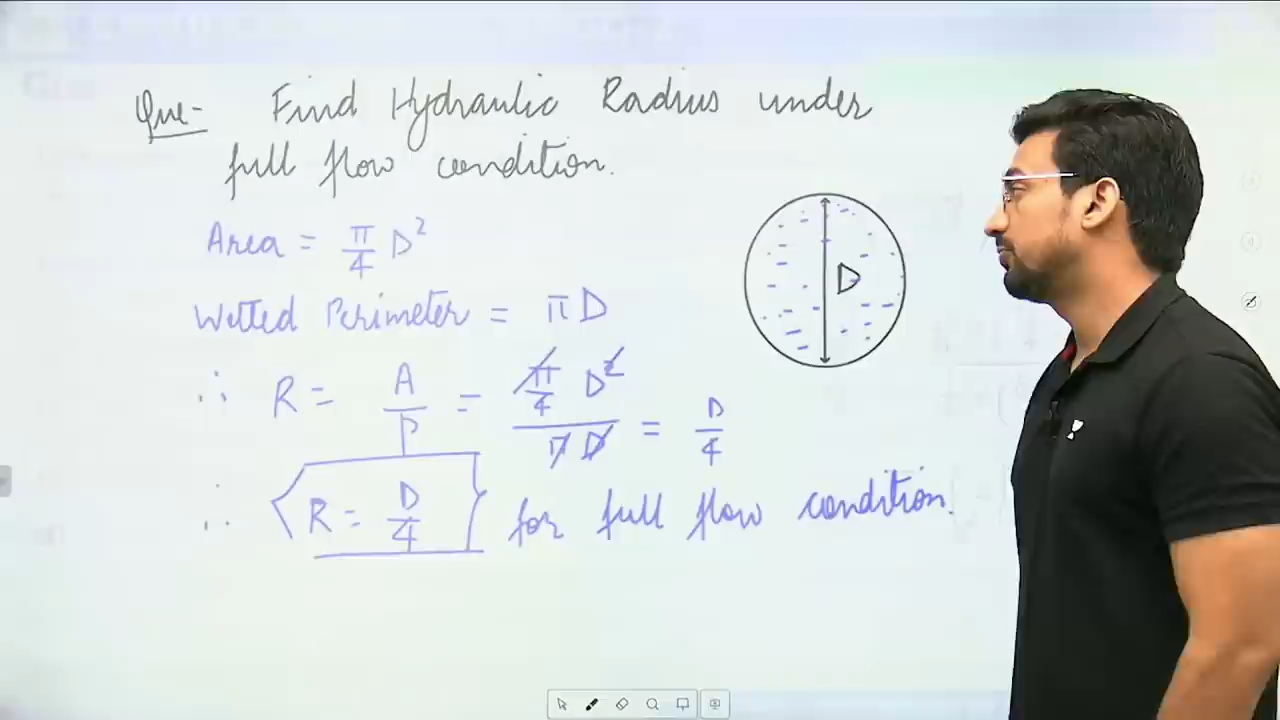 Que- Find Hydraulic Radius under
full flow condition.
Area = π/4 D²
D
Wetted Perimeter = πD
∴ R = A/P = (π/4 D²)/(πD) = D/4
∴ R = D/4 for full flow condition.